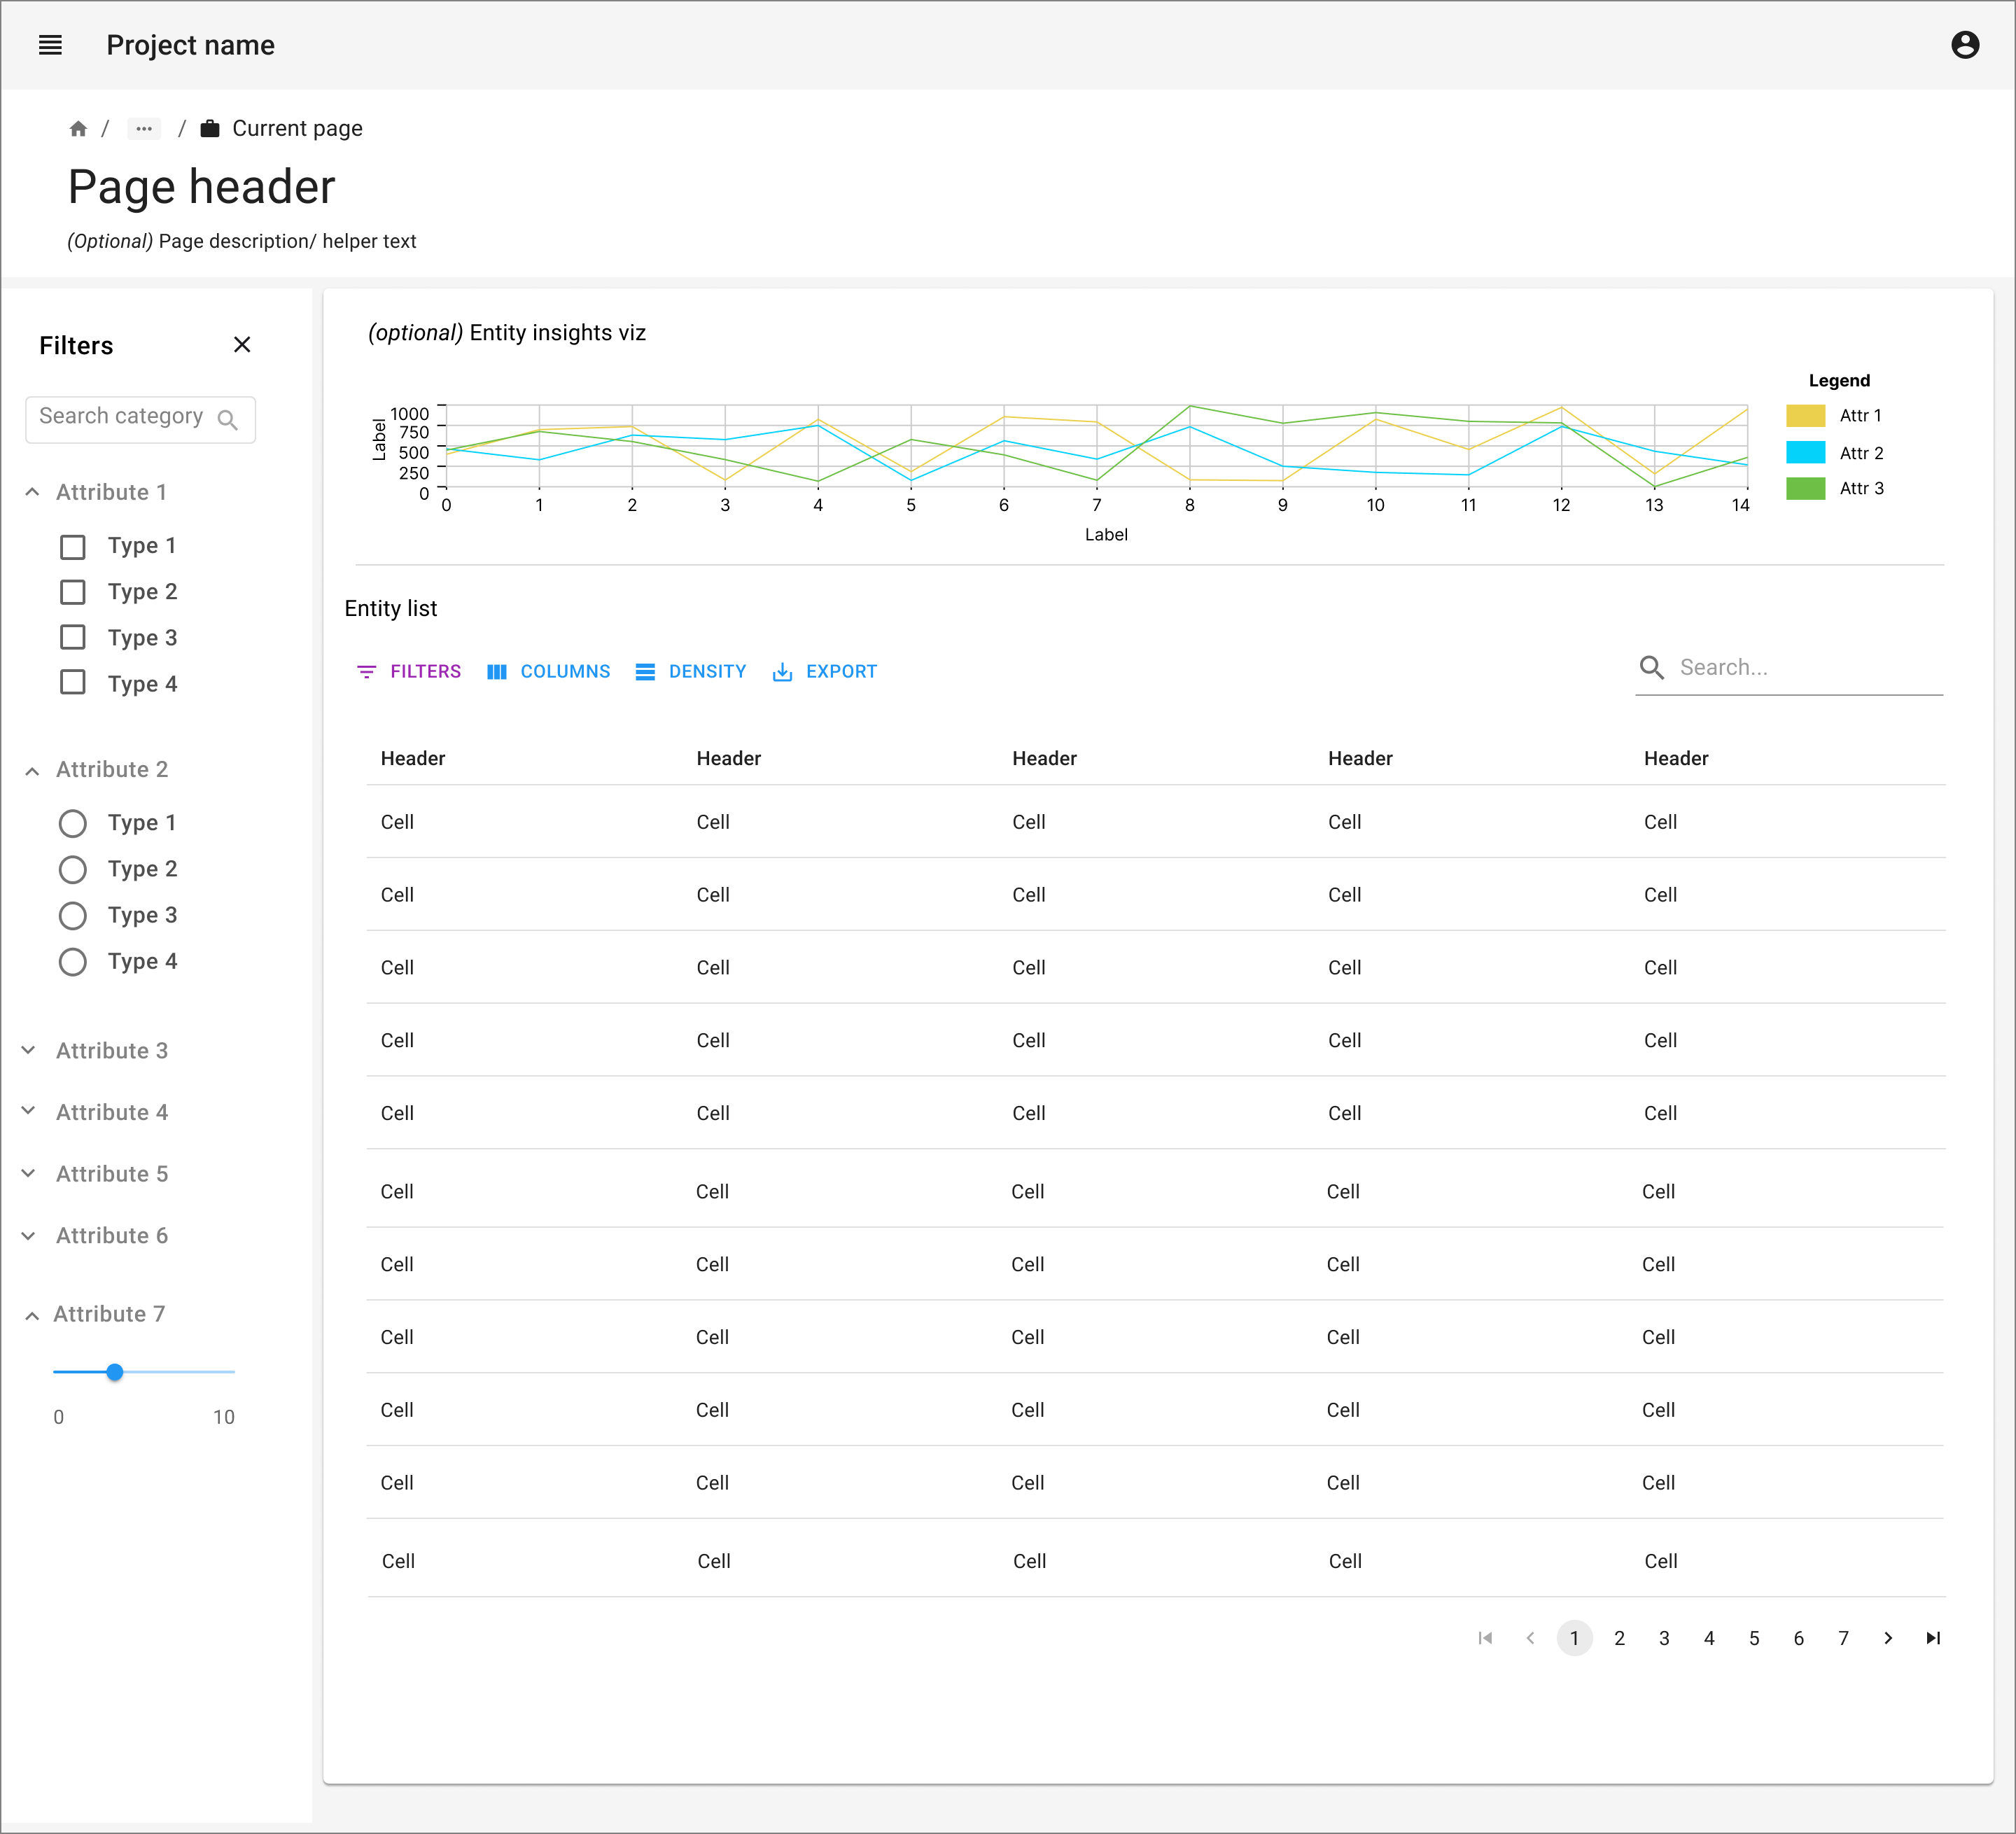 Project name
/ ... / Current page
Page header
(Optional) Page description/ helper text
Filters
Search category
Attribute 1
Type 1
Type 2
Type 3
Type 4
Attribute 2
Type 1
Type 2
Type 3
Type 4
Attribute 3
Attribute 4
Attribute 5
Attribute 6
Attribute 7
0 10
(optional) Entity insights viz
Label
1000
750
500
250
0
0 1 2 3 4 5 6 7 8 9 10 11 12 13 14
Label
Legend
Attr 1
Attr 2
Attr 3
Entity list
FILTERS COLUMNS DENSITY EXPORT
Search...
Header Header Header Header Header
Cell Cell Cell Cell Cell
Cell Cell Cell Cell Cell
Cell Cell Cell Cell Cell
Cell Cell Cell Cell Cell
Cell Cell Cell Cell Cell
Cell Cell Cell Cell Cell
Cell Cell Cell Cell Cell
Cell Cell Cell Cell Cell
Cell Cell Cell Cell Cell
Cell Cell Cell Cell Cell
Cell Cell Cell Cell Cell
1 2 3 4 5 6 7